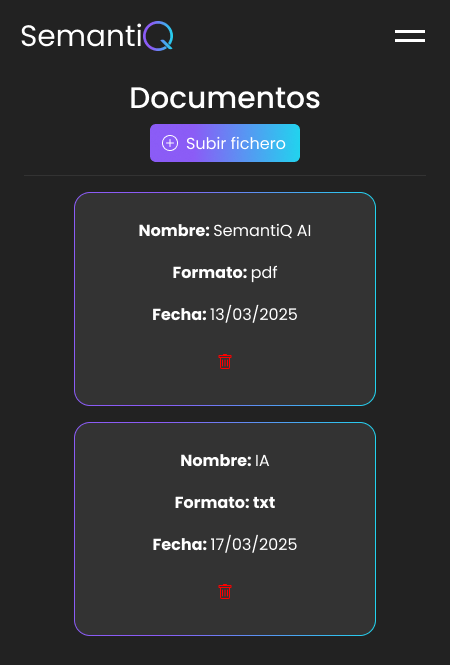 SemantiQ
Documentos
Subir fichero
Nombre: SemantiQ AI
Formato: pdf
Fecha: 13/03/2025
Nombre: IA
Formato: txt
Fecha: 17/03/2025